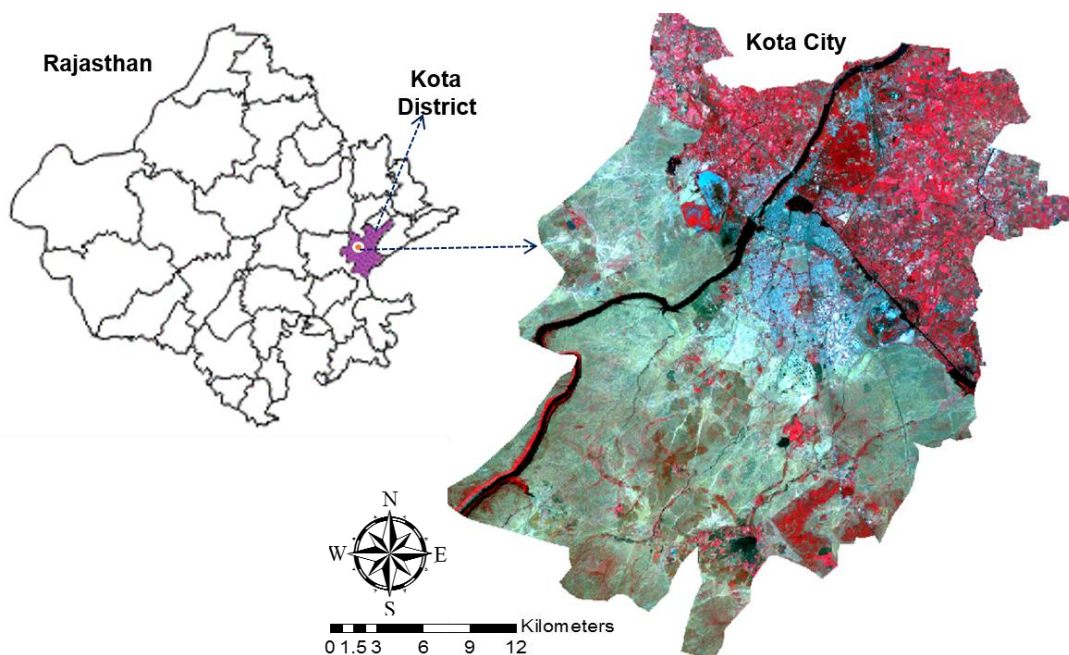 Rajasthan
Kota
District
Kota City
N
W E
S
Kilometers
0 1.5 3 6 9 12